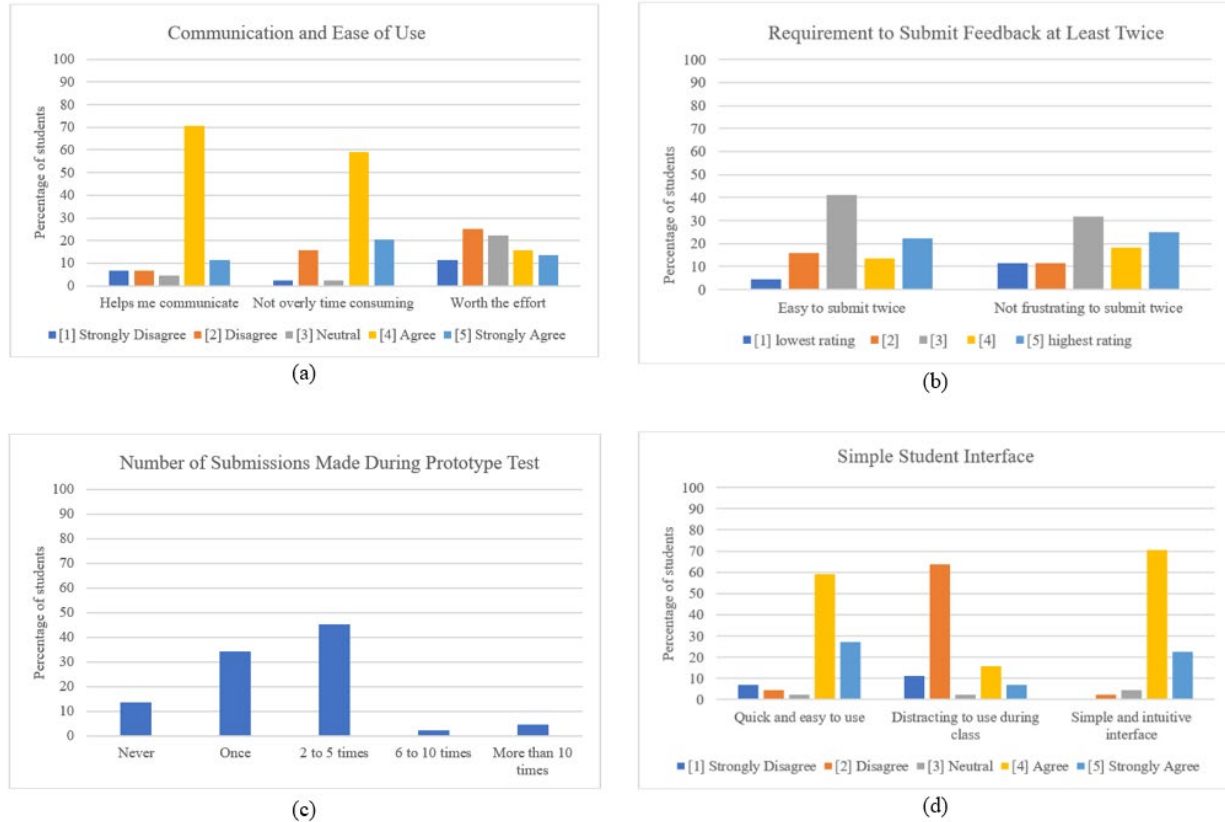 Communication and Ease of Use
Percentage of students
100
90
80
70
60
50
40
30
20
10
0
Helps me communicate Not overly time consuming Worth the effort
[1] Strongly Disagree [2] Disagree [3] Neutral [4] Agree [5] Strongly Agree
(a)
Requirement to Submit Feedback at Least Twice
Percentage of students
100
90
80
70
60
50
40
30
20
10
0
Easy to submit twice Not frustrating to submit twice
[1] lowest rating [2] [3] [4] [5] highest rating
(b)
Number of Submissions Made During Prototype Test
Percentage of students
100
90
80
70
60
50
40
30
20
10
0
Never Once 2 to 5 times 6 to 10 times More than 10
times
(c)
Simple Student Interface
Percentage of students
100
90
80
70
60
50
40
30
20
10
0
Quick and easy to use Distracting to use during Simple and intuitive
class interface
[1] Strongly Disagree [2] Disagree [3] Neutral [4] Agree [5] Strongly Agree
(d)